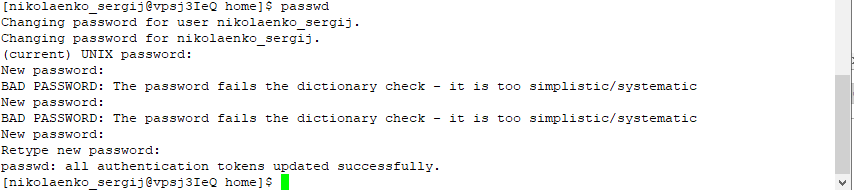 [nikolaenko_sergij@vpsj3IeQ home]$ passwd
Changing password for user nikolaenko_sergij.
Changing password for nikolaenko_sergij.
(current) UNIX password:
New password:
BAD PASSWORD: The password fails the dictionary check - it is too simplistic/systematic
New password:
BAD PASSWORD: The password fails the dictionary check - it is too simplistic/systematic
New password:
Retype new password:
passwd: all authentication tokens updated successfully.
[nikolaenko_sergij@vpsj3IeQ home]$